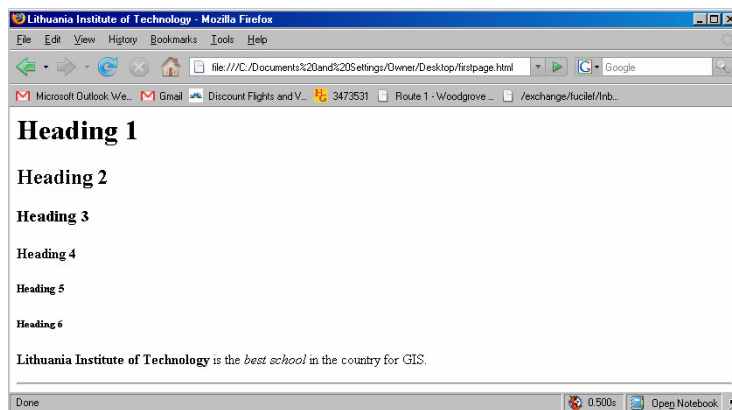 Lithuania Institute of Technology - Mozilla Firefox
File Edit View History Bookmarks Tools Help
file:///C:/Documents%20and%20Settings/Owner/Desktop/firstpage.html G Google
Microsoft Outlook We... Gmail Discount Flights and V... HG 3473531 Route 1 - Woodgrove ... /exchange/fucilef/Inb...
Heading 1
Heading 2
Heading 3
Heading 4
Heading 5
Heading 6
Lithuania Institute of Technology is the best school in the country for GIS.
Done 0.500s Open Notebook